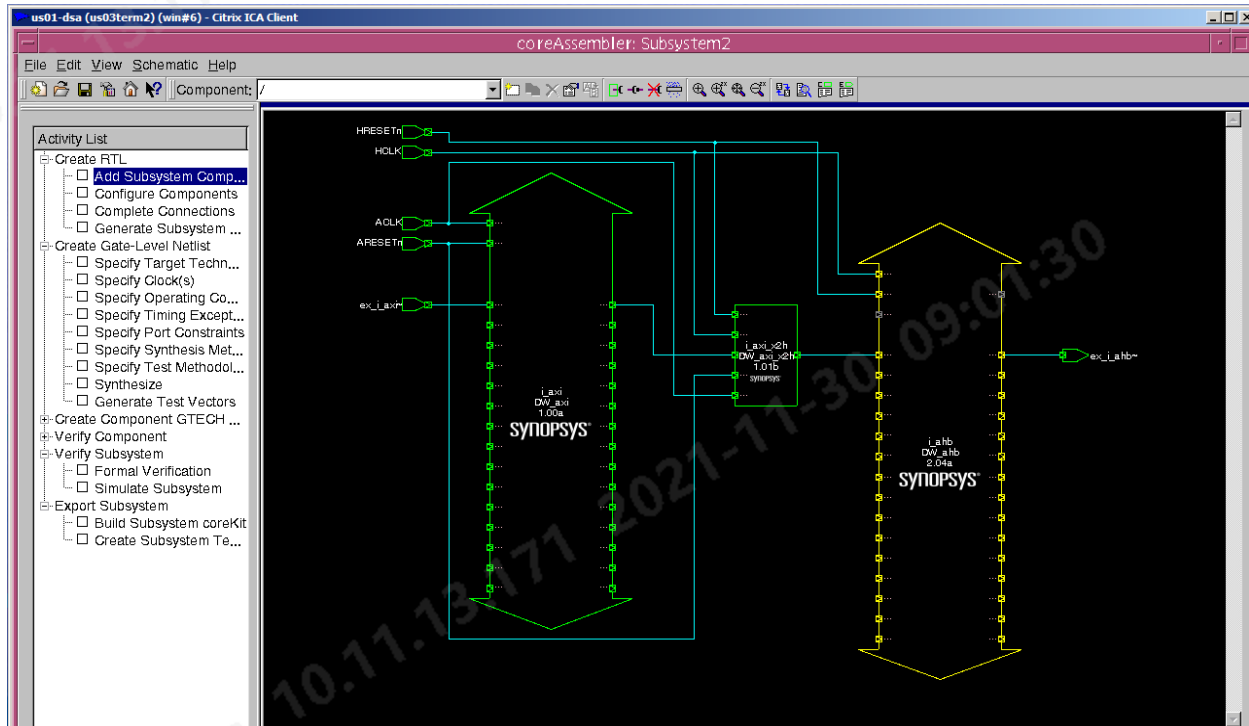 us01-dsa (us03term2) (win#6) - Citrix ICA Client
coreAssembler: Subsystem2
File Edit View Schematic Help
Component: /
Activity List
Create RTL
Add Subsystem Comp...
Configure Components
Complete Connections
Generate Subsystem ...
Create Gate-Level Netlist
Specify Target Techn...
Specify Clock(s)
Specify Operating Co...
Specify Timing Except...
Specify Port Constraints
Specify Synthesis Met...
Specify Test Methodol...
Synthesize
Generate Test Vectors
Create Component GTECH ...
Verify Component
Verify Subsystem
Formal Verification
Simulate Subsystem
Export Subsystem
Build Subsystem coreKit
Create Subsystem Te...
HRESETn
HCLK
ACLK
ARESETn
ex_i_axi~
i_axi
DW_axi
1.00a
SYNOPSYS
i_axi_x2h
DW_axi_x2h
1.01b
SYNOPSYS
i_ahb
DW_ahb
2.04a
SYNOPSYS
ex_i_ahb~
10.11.13.171 2021-11-30 09:01:30